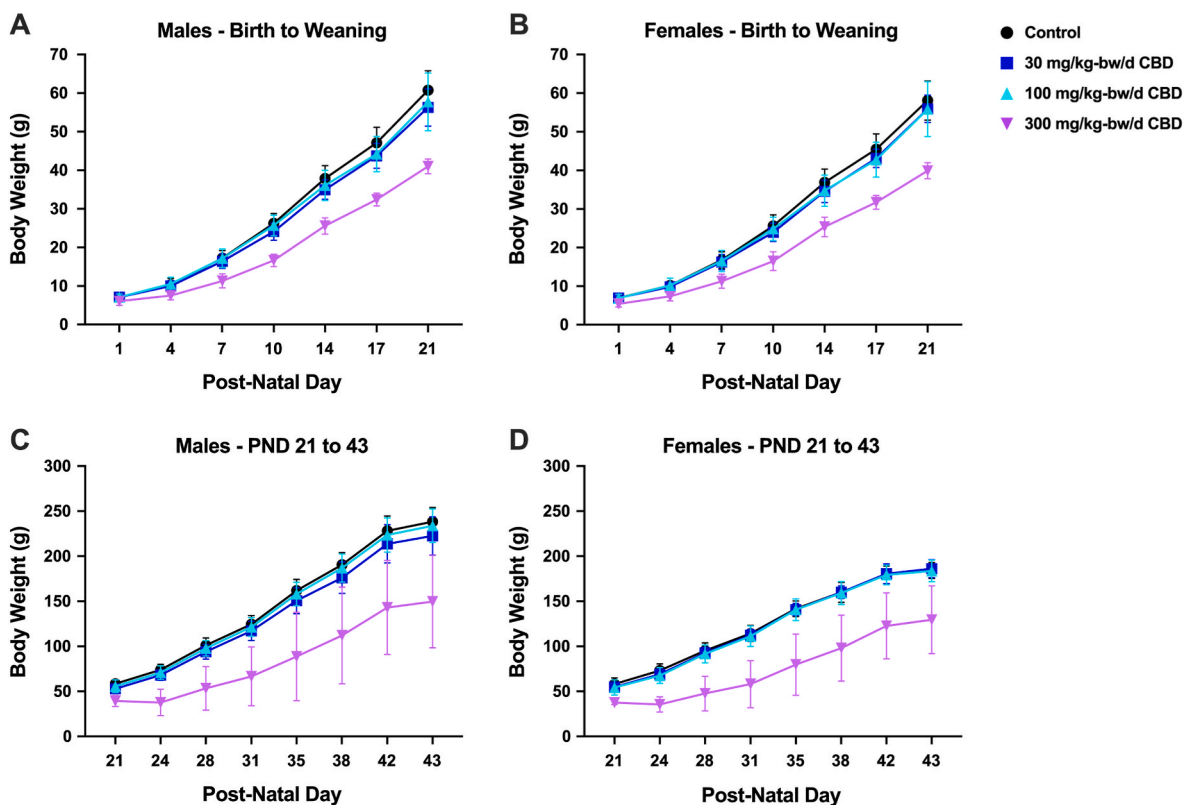 A
Males - Birth to Weaning
70
60
50
40
30
20
10
0
Body Weight (g)
1 4 7 10 14 17 21
Post-Natal Day
B
Females - Birth to Weaning
70
60
50
40
30
20
10
0
Body Weight (g)
1 4 7 10 14 17 21
Post-Natal Day
Control
30 mg/kg-bw/d CBD
100 mg/kg-bw/d CBD
300 mg/kg-bw/d CBD
C
Males - PND 21 to 43
300
250
200
150
100
50
0
Body Weight (g)
21 24 28 31 35 38 42 43
Post-Natal Day
D
Females - PND 21 to 43
300
250
200
150
100
50
0
Body Weight (g)
21 24 28 31 35 38 42 43
Post-Natal Day